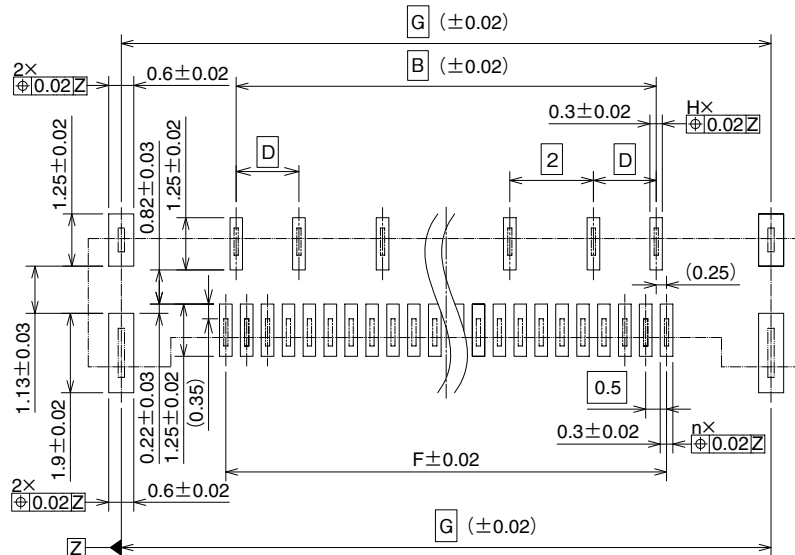 G (±0.02)
B (±0.02)
2×
⌖ 0.02 Z
0.6±0.02
0.3±0.02
H×
⌖ 0.02 Z
D
2
D
1.25±0.02
0.82±0.03
1.25±0.02
(0.25)
1.13±0.03
1.9±0.02
0.22±0.03
1.25±0.02
(0.35)
0.5
0.3±0.02
n×
⌖ 0.02 Z
F±0.02
2×
⌖ 0.02 Z
0.6±0.02
Z
G (±0.02)